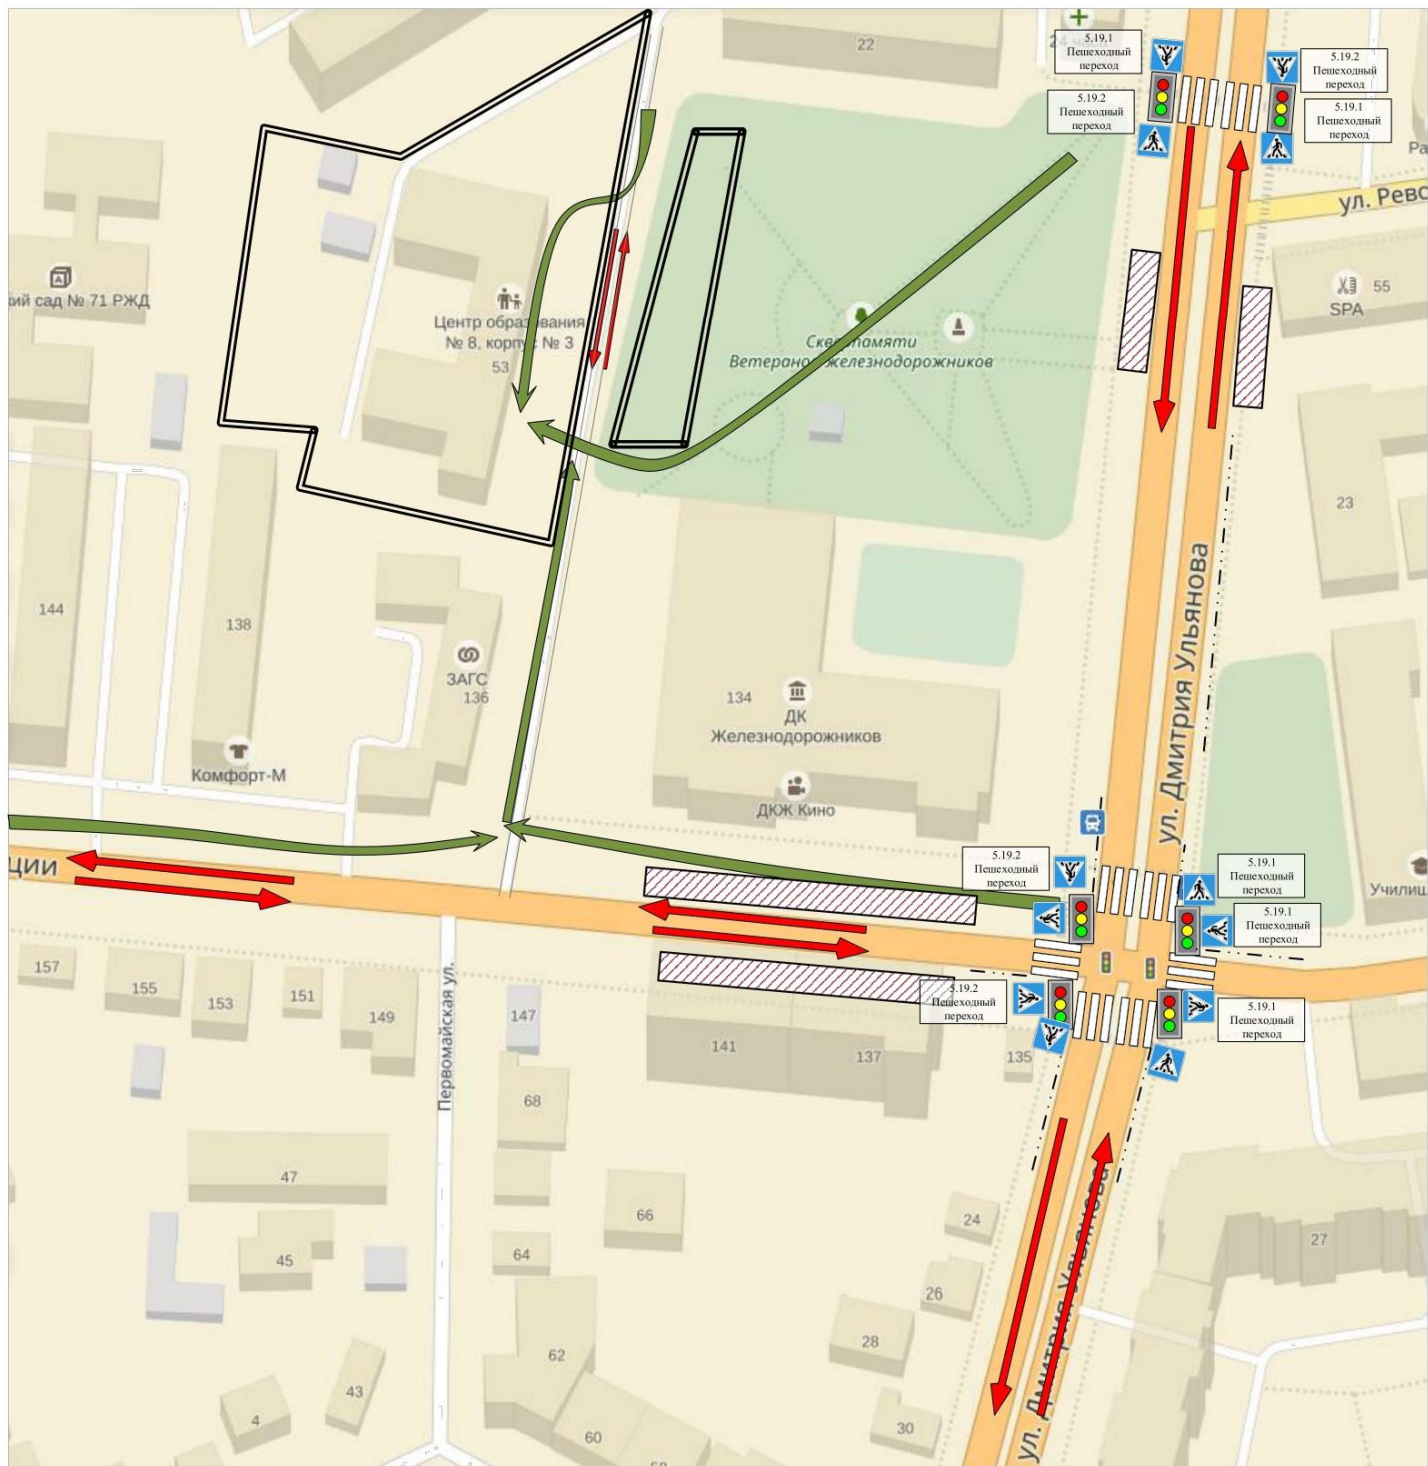 22
24 часа
5.19.1
Пешеходный
переход
5.19.2
Пешеходный
переход
5.19.2
Пешеходный
переход
5.19.1
Пешеходный
переход
Ра
ул. Рево
кий сад № 71 РЖД
Центр образования
№ 8, корпус № 3
53
Сквер памяти
Ветеранов железнодорожников
55
SPA
23
144
138
ЗАГС
136
134
ДК
Железнодорожников
Комфорт-М
ДКЖ Кино
ул. Дмитрия Ульянова
ции
5.19.2
Пешеходный
переход
5.19.1
Пешеходный
переход
5.19.1
Пешеходный
переход
Училищ
5.19.2
Пешеходный
переход
5.19.1
Пешеходный
переход
157
155
153
151
149
147
141
137
135
Первомайская ул.
68
47
66
24
45
64
26
27
28
62
43
4
60
30
ул. Дмитрия Ульянова